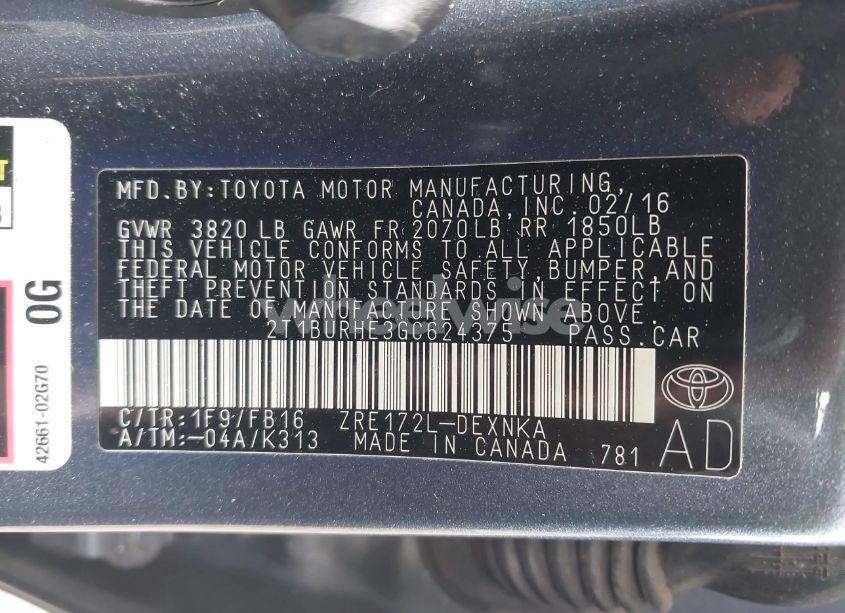 MFD.BY:TOYOTA MOTOR MANUFACTURING,
CANADA,INC. 02/16
GVWR 3820 LB GAWR FR 2070LB RR 1850LB
THIS VEHICLE CONFORMS TO ALL APPLICABLE
FEDERAL MOTOR VEHICLE SAFETY, BUMPER,AND
THEFT PREVENTION STANDARDS IN EFFECT ON
THE DATE OF MANUFACTURE SHOWN ABOVE.
2T1BURHE3GC624375 PASS.CAR
C/TR:1F9/FB16 ZRE172L-DEXNKA
A/TM:-04A/K313 MADE IN CANADA 781
AD
0G
42661-02G70